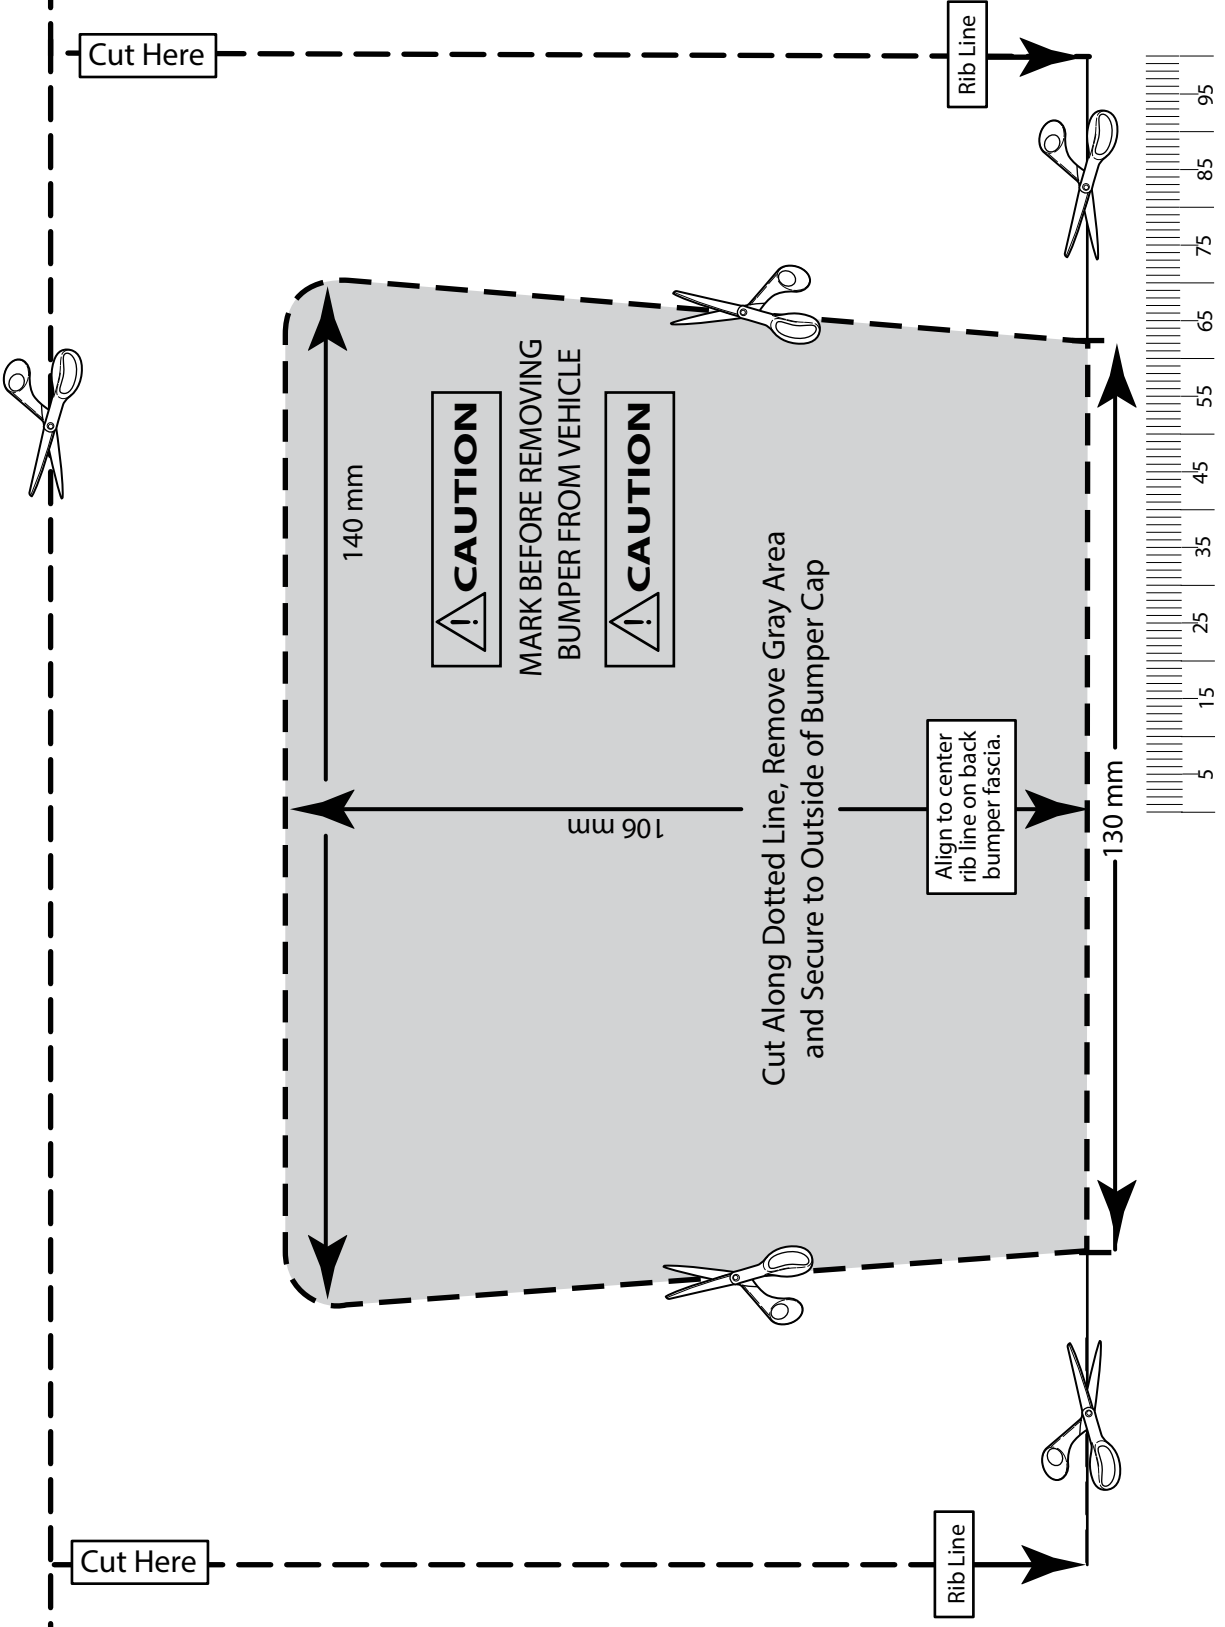 Cut Here
Rib Line
140 mm
CAUTION
MARK BEFORE REMOVING
BUMPER FROM VEHICLE
CAUTION
106 mm
Cut Along Dotted Line, Remove Gray Area
and Secure to Outside of Bumper Cap
Align to center
rib line on back
bumper fascia.
130 mm
95
85
75
65
55
45
35
25
15
5
Cut Here
Rib Line